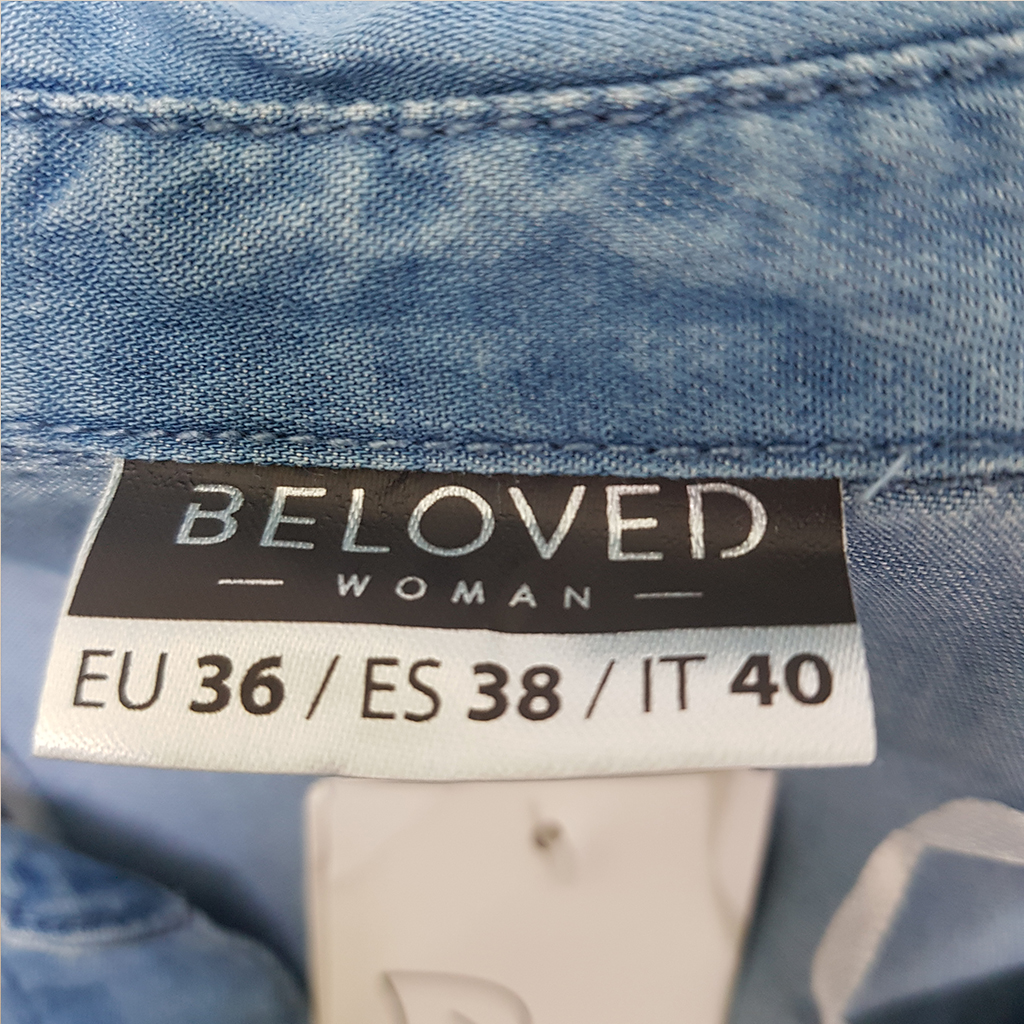 BELOVED
— WOMAN —
EU 36 / ES 38 / IT 40